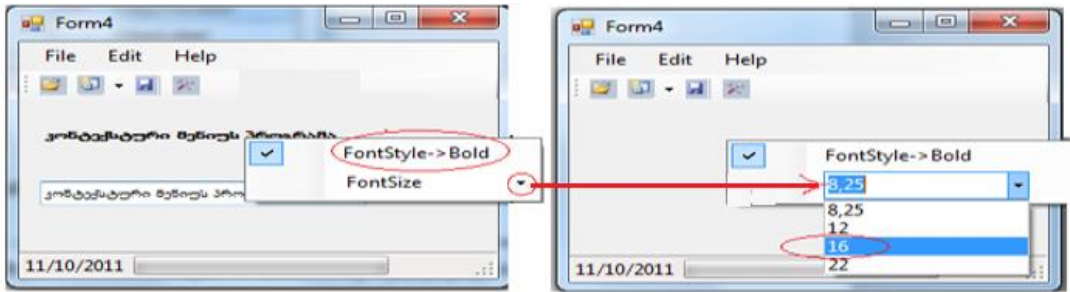 Form4
File Edit Help
კონტექსტური მენიუს პროგრამა
FontStyle->Bold
FontSize
კონტექსტური მენიუს პრო
11/10/2011
Form4
File Edit Help
FontStyle->Bold
8,25
8,25
12
16
22
11/10/2011